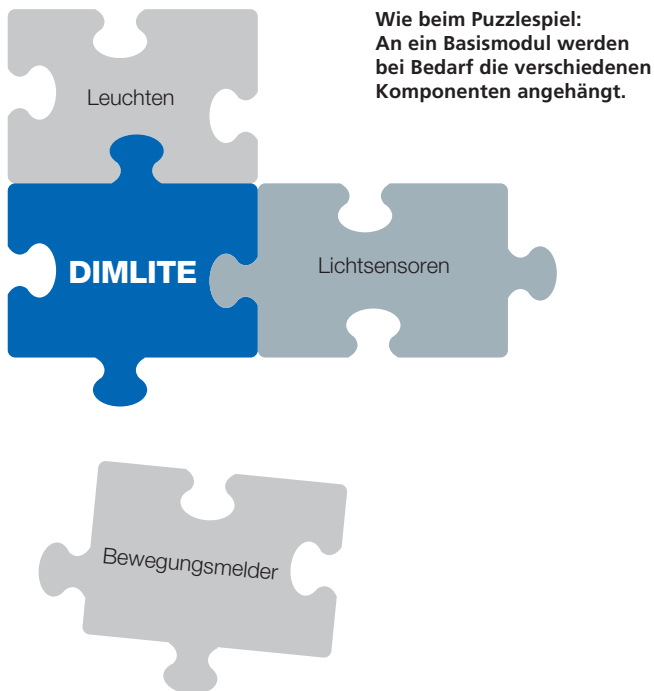 Wie beim Puzzlespiel:
An ein Basismodul werden
bei Bedarf die verschiedenen
Komponenten angehängt.
Leuchten
DIMLITE
Lichtsensoren
Bewegungsmelder